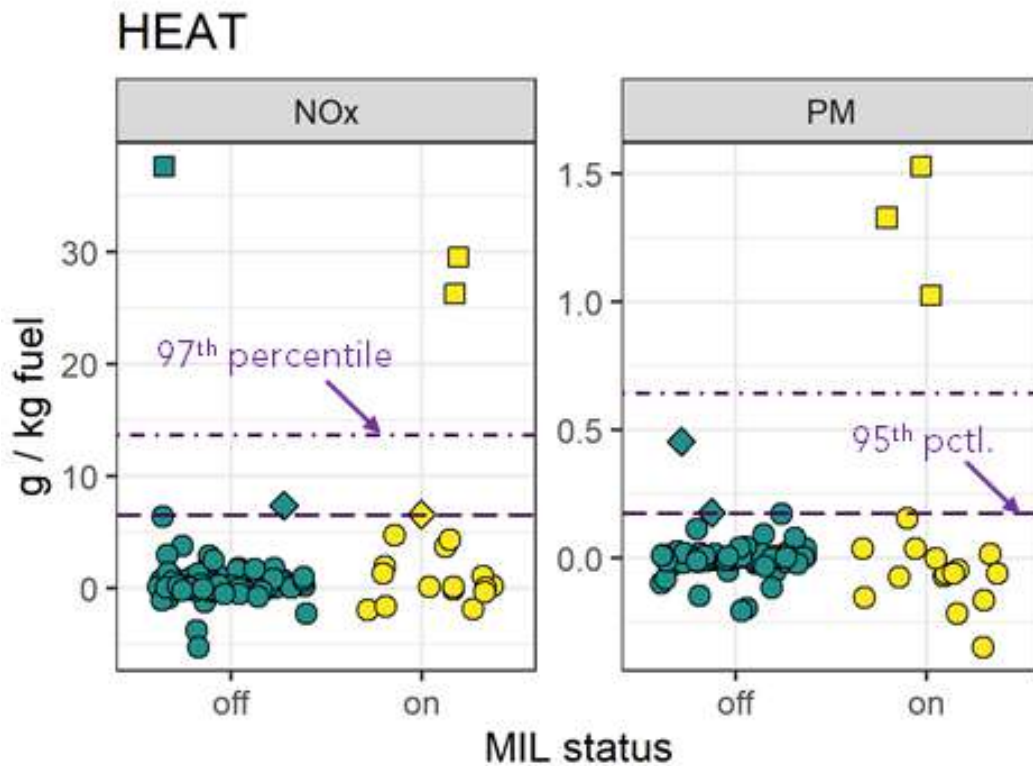 HEAT
NOx
PM
30
20
10
0
1.5
1.0
0.5
0.0
97th percentile
95th pctl.
g / kg fuel
off
on
off
on
MIL status